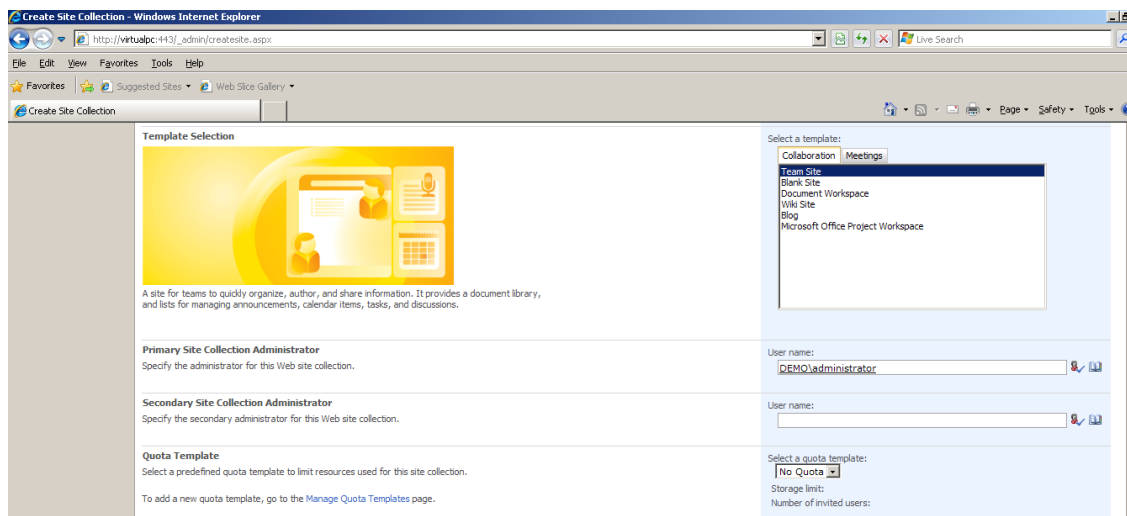 Create Site Collection - Windows Internet Explorer
http://virtualpc:443/_admin/createsite.aspx
Live Search
File Edit View Favorites Tools Help
Favorites Suggested Sites Web Slice Gallery
Create Site Collection
Page Safety Tools
Template Selection
A site for teams to quickly organize, author, and share information. It provides a document library,
and lists for managing announcements, calendar items, tasks, and discussions.
Select a template:
Collaboration Meetings
Team Site
Blank Site
Document Workspace
Wiki Site
Blog
Microsoft Office Project Workspace
Primary Site Collection Administrator
Specify the administrator for this Web site collection.
User name:
DEMO\administrator
Secondary Site Collection Administrator
Specify the secondary administrator for this Web site collection.
User name:
Quota Template
Select a predefined quota template to limit resources used for this site collection.
To add a new quota template, go to the Manage Quota Templates page.
Select a quota template:
No Quota
Storage limit:
Number of invited users: